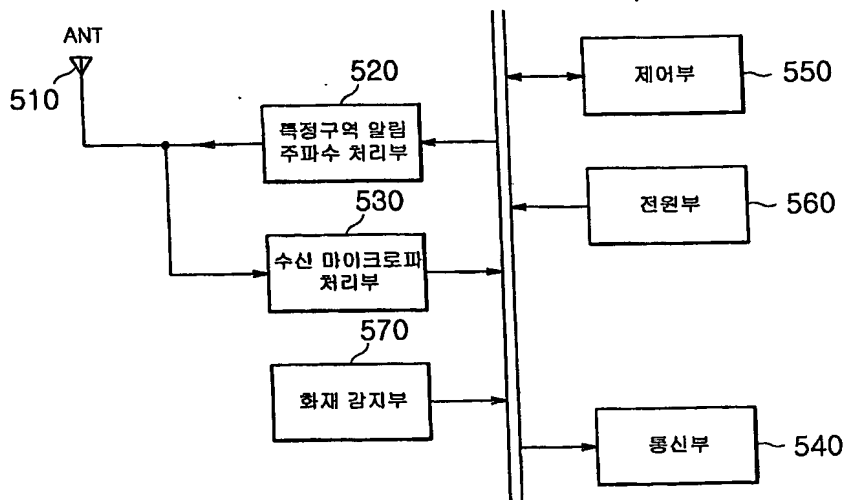 ANT
510
520
특정구역 알림
주파수 처리부
530
수신 마이크로파
처리부
570
화재 감지부
제어부
550
전원부
560
통신부
540